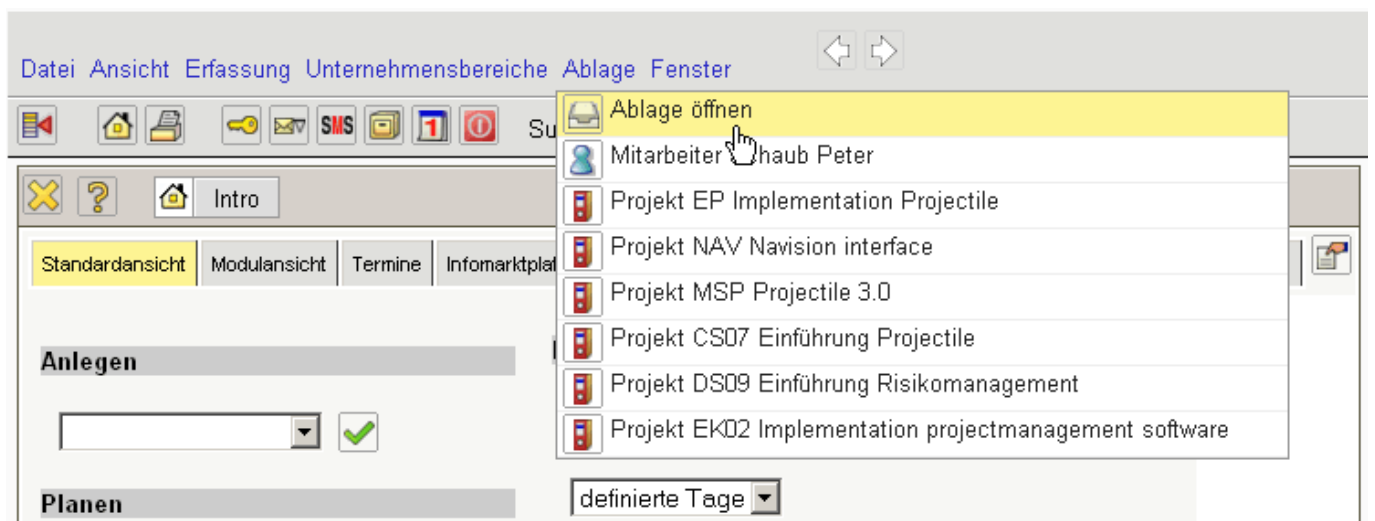 Datei Ansicht Erfassung Unternehmensbereiche Ablage Fenster
SMS 1 Su
Ablage öffnen
Mitarbeiter haub Peter
Projekt EP Implementation Projectile
Projekt NAV Navision interface
Projekt MSP Projectile 3.0
Projekt CS07 Einführung Projectile
Projekt DS09 Einführung Risikomanagement
Projekt EK02 Implementation projectmanagement software
Intro
Standardansicht Modulansicht Termine Infomarktplat
Anlegen
Planen
definierte Tage